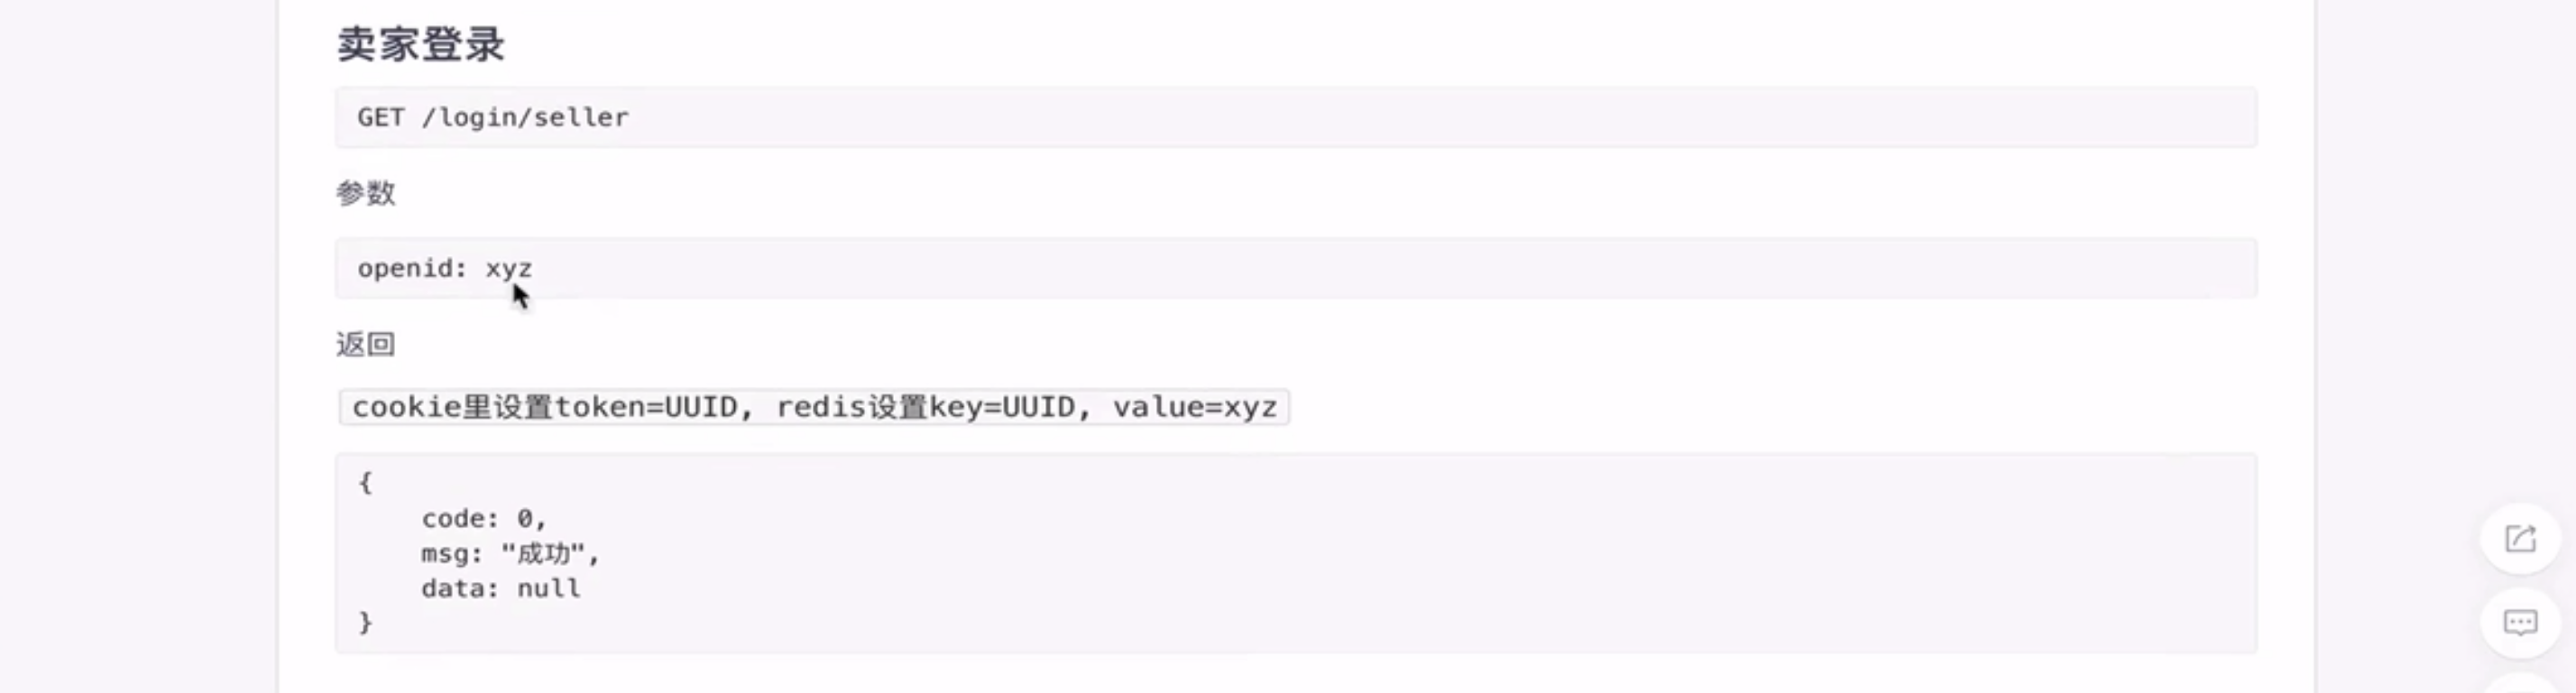 卖家登录
GET /login/seller
参数
openid: xyz
返回
cookie里设置token=UUID, redis设置key=UUID, value=xyz
{
    code: 0,
    msg: "成功",
    data: null
}